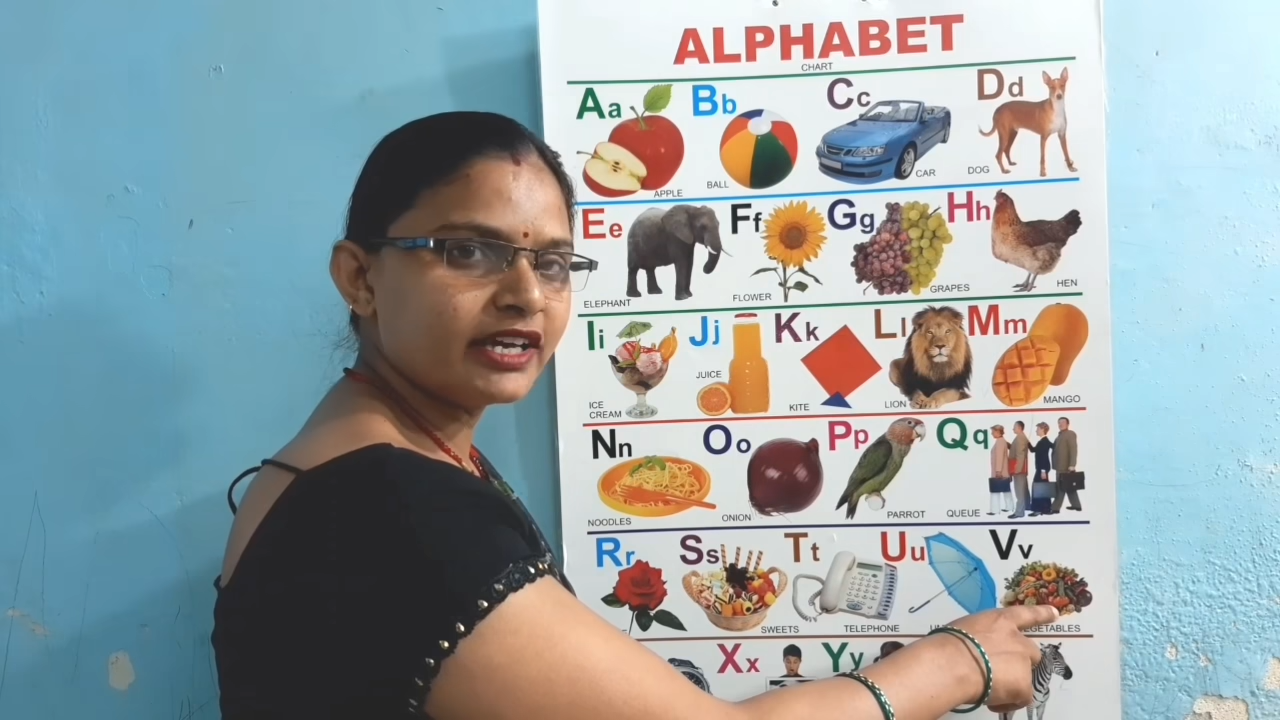 ALPHABET
CHART
Aa Bb Cc Dd
APPLE BALL CAR DOG
Ee Ff Gg Hh
ELEPHANT FLOWER GRAPES HEN
Ii Jj Kk Ll Mm
JUICE
ICE CREAM KITE LION MANGO
Nn Oo Pp Qq
NOODLES ONION PARROT QUEUE
Rr Ss Tt Uu Vv
SWEETS TELEPHONE
Xx Yy